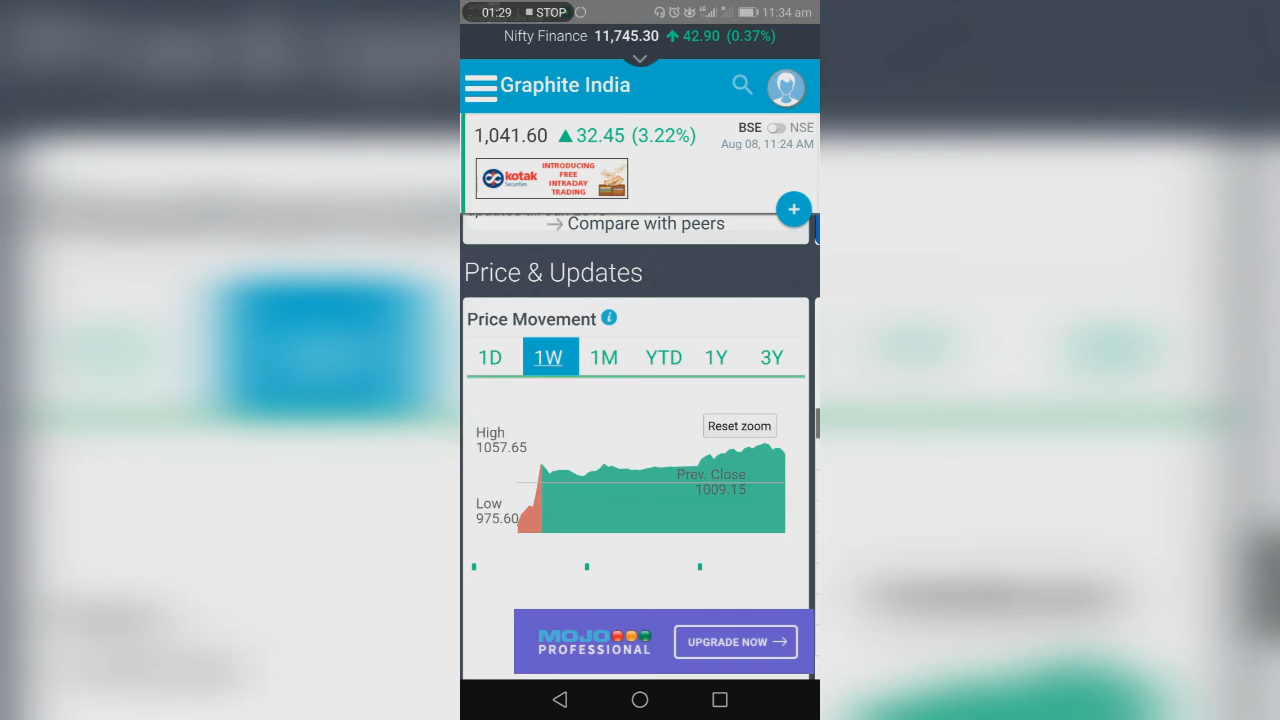 01:29 STOP 11:34 am
Nifty Finance 11,745.30 42.90 (0.37%)
Graphite India
1,041.60 ▲32.45 (3.22%)
BSE NSE
Aug 08, 11:24 AM
kotak
Securities
INTRODUCING
FREE
INTRADAY
TRADING
+
→ Compare with peers
Price & Updates
Price Movement i
1D 1W 1M YTD 1Y 3Y
Reset zoom
High
1057.65
Prev. Close
1009.15
Low
975.60
MOJO
PROFESSIONAL
UPGRADE NOW →